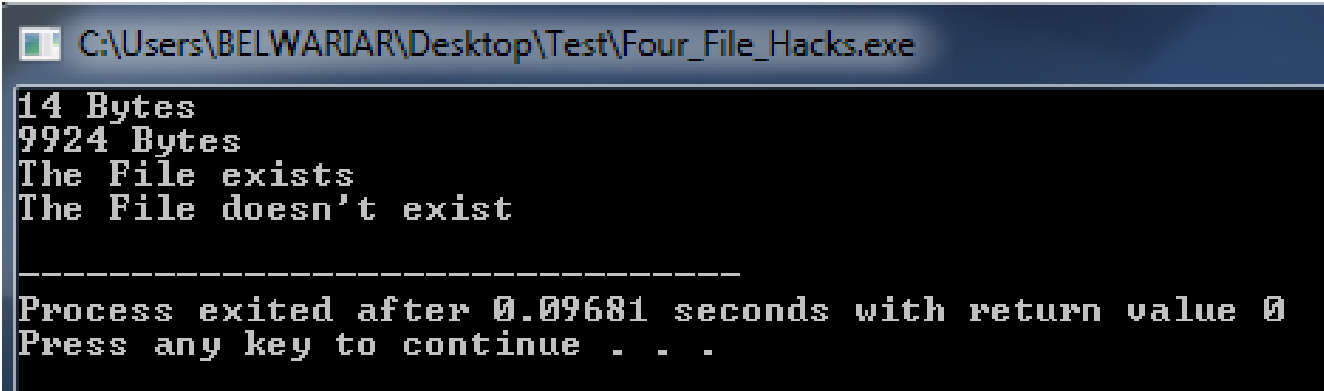 C:\Users\BELWARIAR\Desktop\Test\Four_File_Hacks.exe
14 Bytes
9924 Bytes
The File exists
The File doesn't exist
--------------------------------
Process exited after 0.09681 seconds with return value 0
Press any key to continue . . .